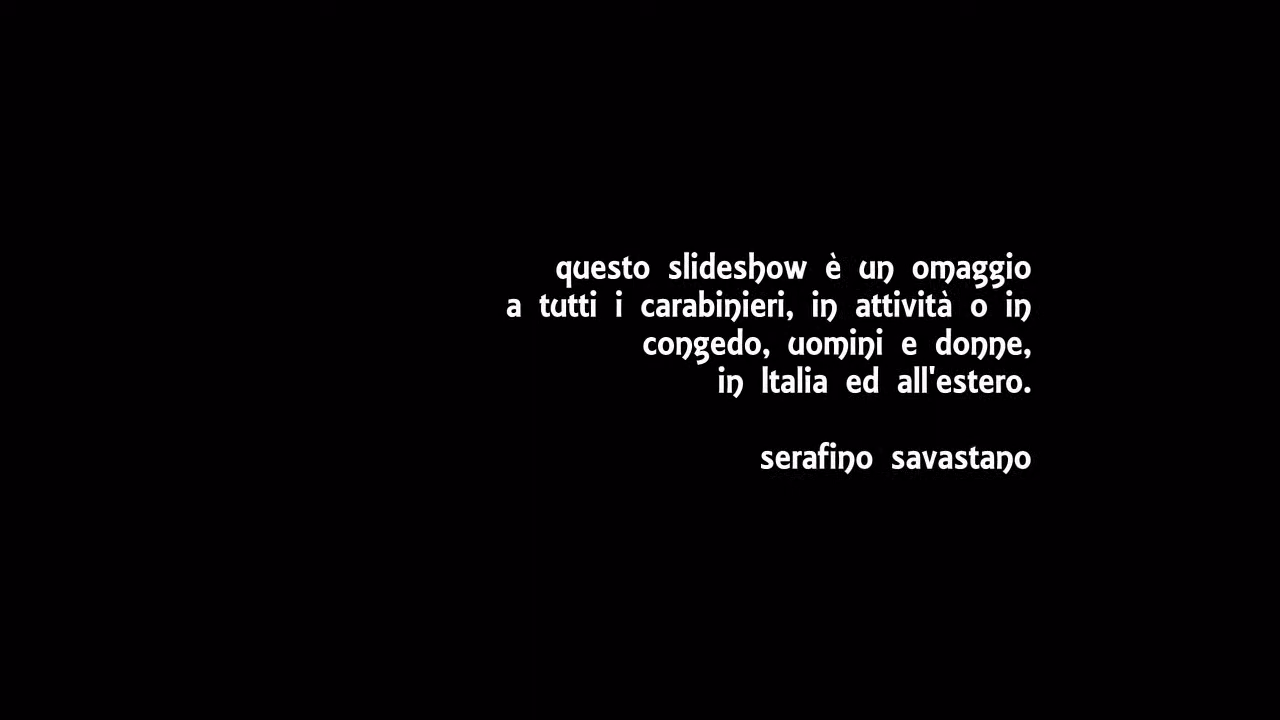 questo slideshow è un omaggio
a tutti i carabinieri, in attività o in
congedo, uomini e donne,
in Italia ed all'estero.
serafino savastano